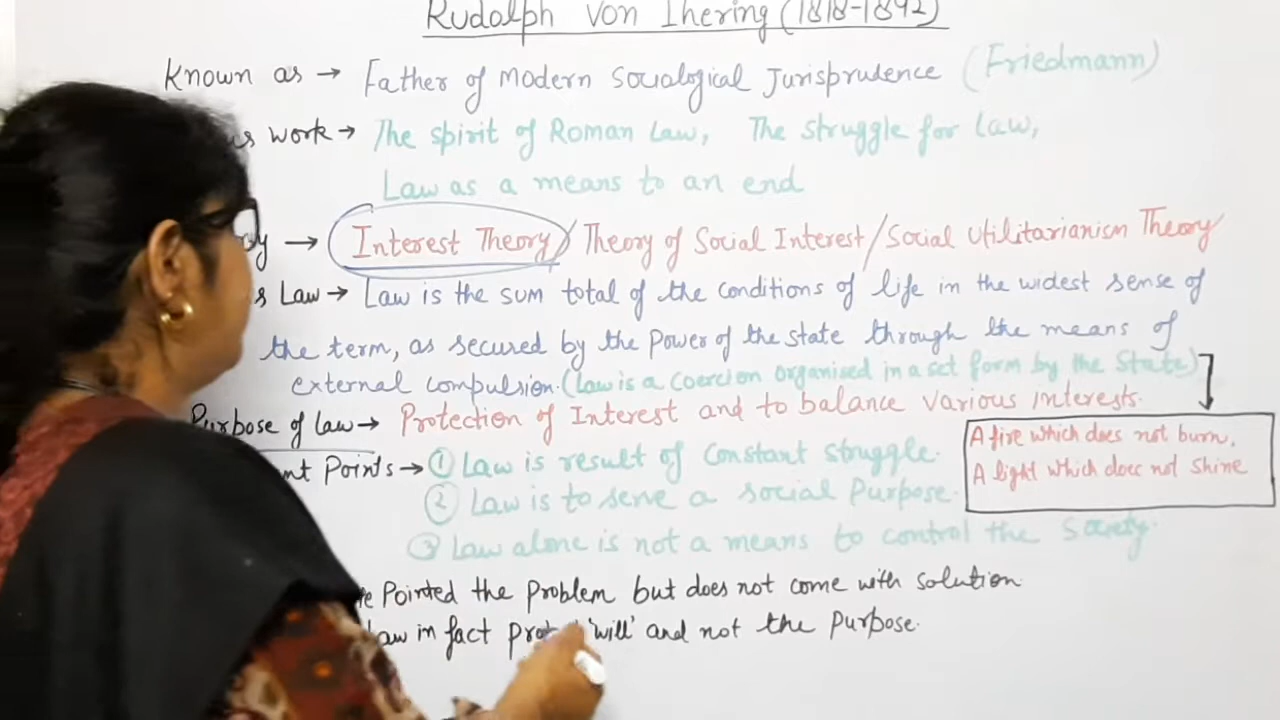 Rudolph Von Ihering (1818-1892)
Known as → Father of Modern Socialogical Jurisprudence (Friedmann)
work → The spirit of Roman Law, The struggle for law,
Law as a means to an end
→ Interest Theory / Theory of Social Interest / Social Utilitarianism Theory
Law → Law is the sum total of the conditions of life in the widest sense of
the term, as secured by the Power of the state through the means of
external compulsion. (Law is a coercion organised in a set form by the State)
Purpose of law → Protection of Interest and to balance various interests.
A fire which does not burn,
A light which does not shine
Points → ① Law is result of constant struggle.
② Law is to serve a social Purpose.
③ Law alone is not a means to control the Society.
Pointed the Problem but does not come with solution
Law in fact 'will' and not the Purpose.